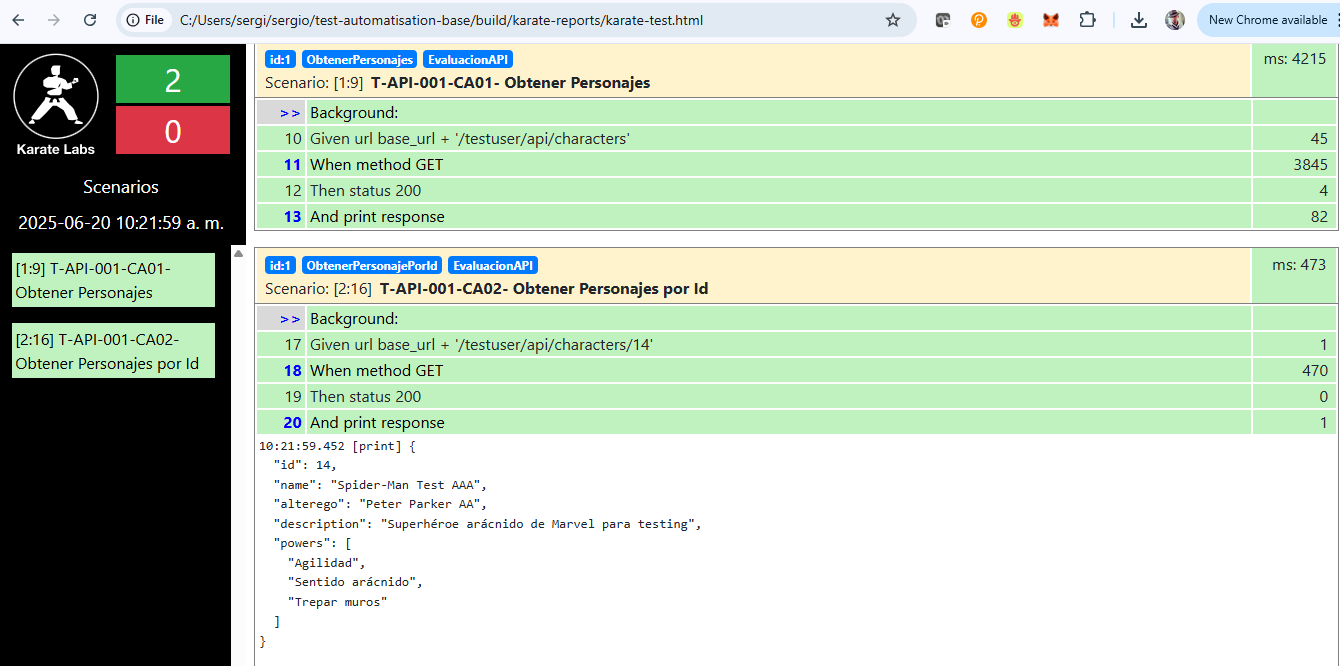 File C:/Users/sergi/sergio/test-automatisation-base/build/karate-reports/karate-test.html New Chrome available
Karate Labs
2
0
Scenarios
2025-06-20 10:21:59 a. m.
[1:9] T-API-001-CA01-
Obtener Personajes
[2:16] T-API-001-CA02-
Obtener Personajes por Id
id:1 ObtenerPersonajes EvaluacionAPI ms: 4215
Scenario: [1:9] T-API-001-CA01- Obtener Personajes
>> Background:
10 Given url base_url + '/testuser/api/characters' 45
11 When method GET 3845
12 Then status 200 4
13 And print response 82
id:1 ObtenerPersonajePorId EvaluacionAPI ms: 473
Scenario: [2:16] T-API-001-CA02- Obtener Personajes por Id
>> Background:
17 Given url base_url + '/testuser/api/characters/14' 1
18 When method GET 470
19 Then status 200 0
20 And print response 1
10:21:59.452 [print] {
"id": 14,
"name": "Spider-Man Test AAA",
"alterego": "Peter Parker AA",
"description": "Superhéroe arácnido de Marvel para testing",
"powers": [
"Agilidad",
"Sentido arácnido",
"Trepar muros"
]
}